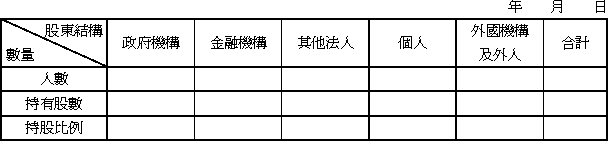 年 月 日
股東結構
數量
政府機構 金融機構 其他法人 個人 外國機構
及外人 合計
人數
持有股數
持股比例